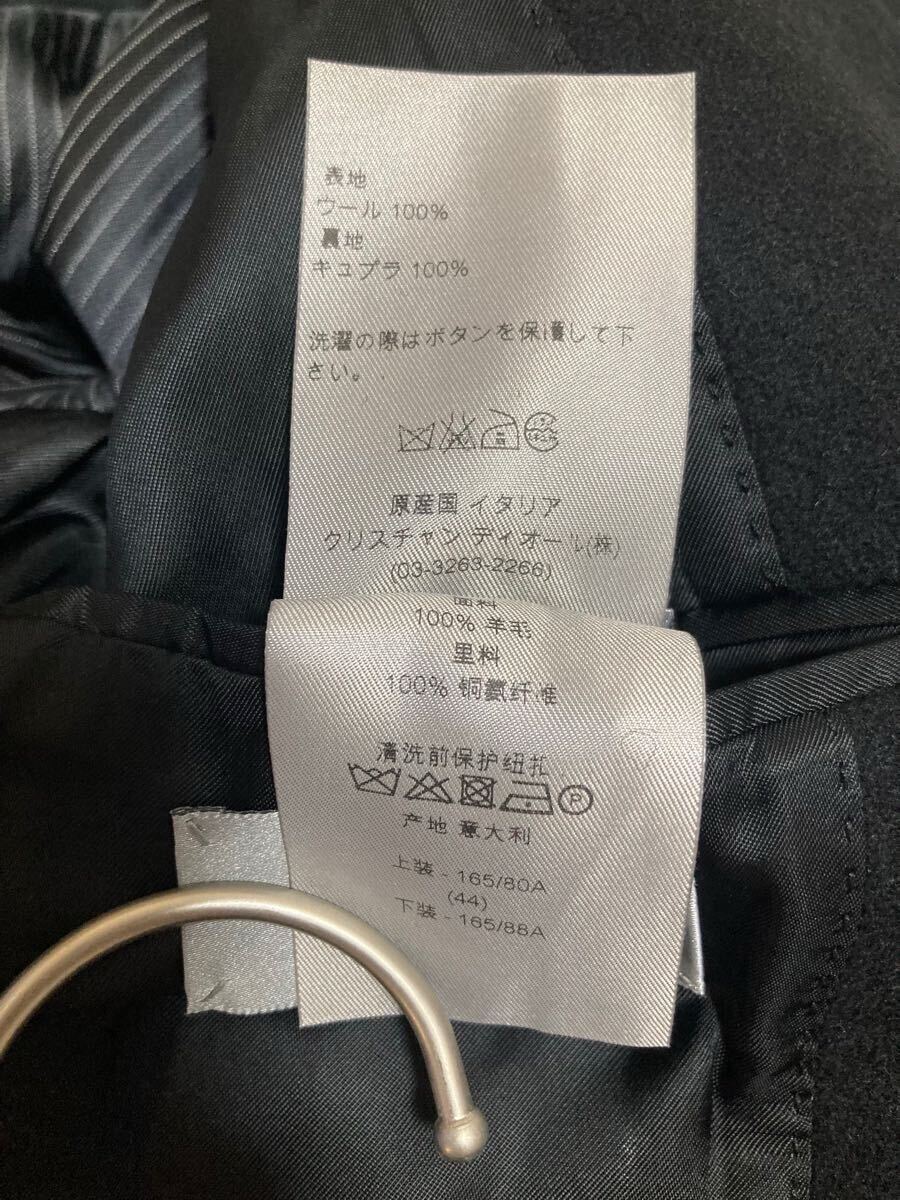 表地
ウール 100%
裏地
キュプラ 100%
洗濯の際はボタンを保護して下
さい。
原産国 イタリア
クリスチャン ディオール(株)
(03-3263-2266)
面料
100% 羊毛
里料
100% 铜氨纤维
清洗前保护纽扣
P
产地 意大利
上装 - 165/80A
(44)
下装 - 165/88A